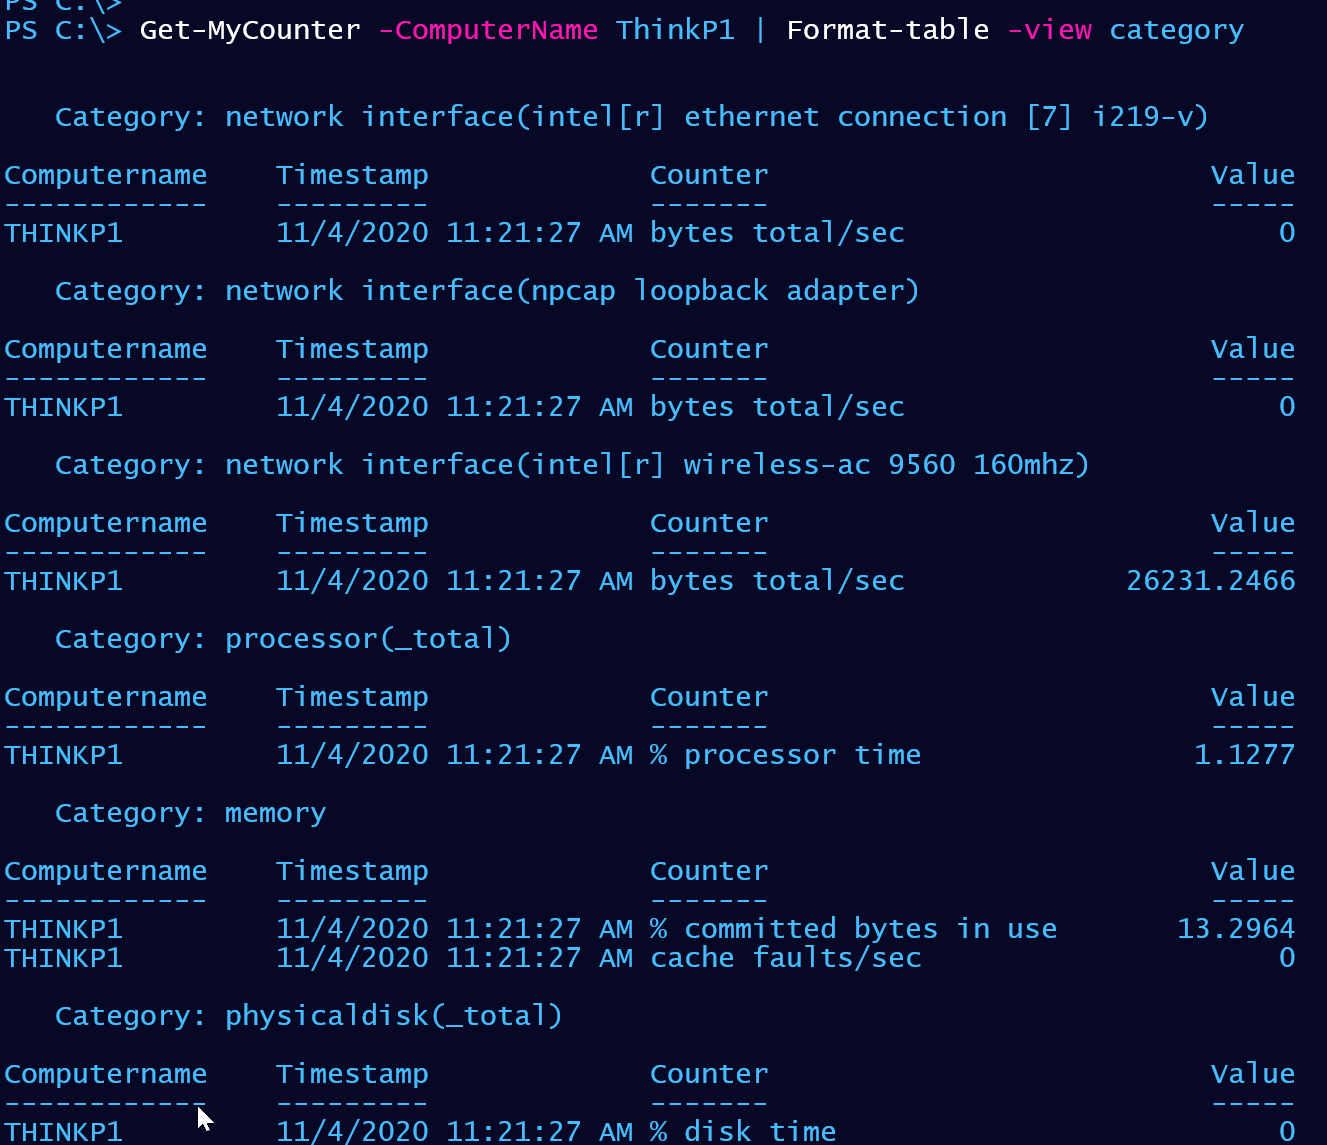 PS C:\>
PS C:\> Get-MyCounter -ComputerName ThinkP1 | Format-table -view category
Category: network interface(intel[r] ethernet connection [7] i219-v)
Computername Timestamp Counter Value
------------ --------- ------- -----
THINKP1 11/4/2020 11:21:27 AM bytes total/sec 0
Category: network interface(npcap loopback adapter)
Computername Timestamp Counter Value
------------ --------- ------- -----
THINKP1 11/4/2020 11:21:27 AM bytes total/sec 0
Category: network interface(intel[r] wireless-ac 9560 160mhz)
Computername Timestamp Counter Value
------------ --------- ------- -----
THINKP1 11/4/2020 11:21:27 AM bytes total/sec 26231.2466
Category: processor(_total)
Computername Timestamp Counter Value
------------ --------- ------- -----
THINKP1 11/4/2020 11:21:27 AM % processor time 1.1277
Category: memory
Computername Timestamp Counter Value
------------ --------- ------- -----
THINKP1 11/4/2020 11:21:27 AM % committed bytes in use 13.2964
THINKP1 11/4/2020 11:21:27 AM cache faults/sec 0
Category: physicaldisk(_total)
Computername Timestamp Counter Value
------------ --------- ------- -----
THINKP1 11/4/2020 11:21:27 AM % disk time 0